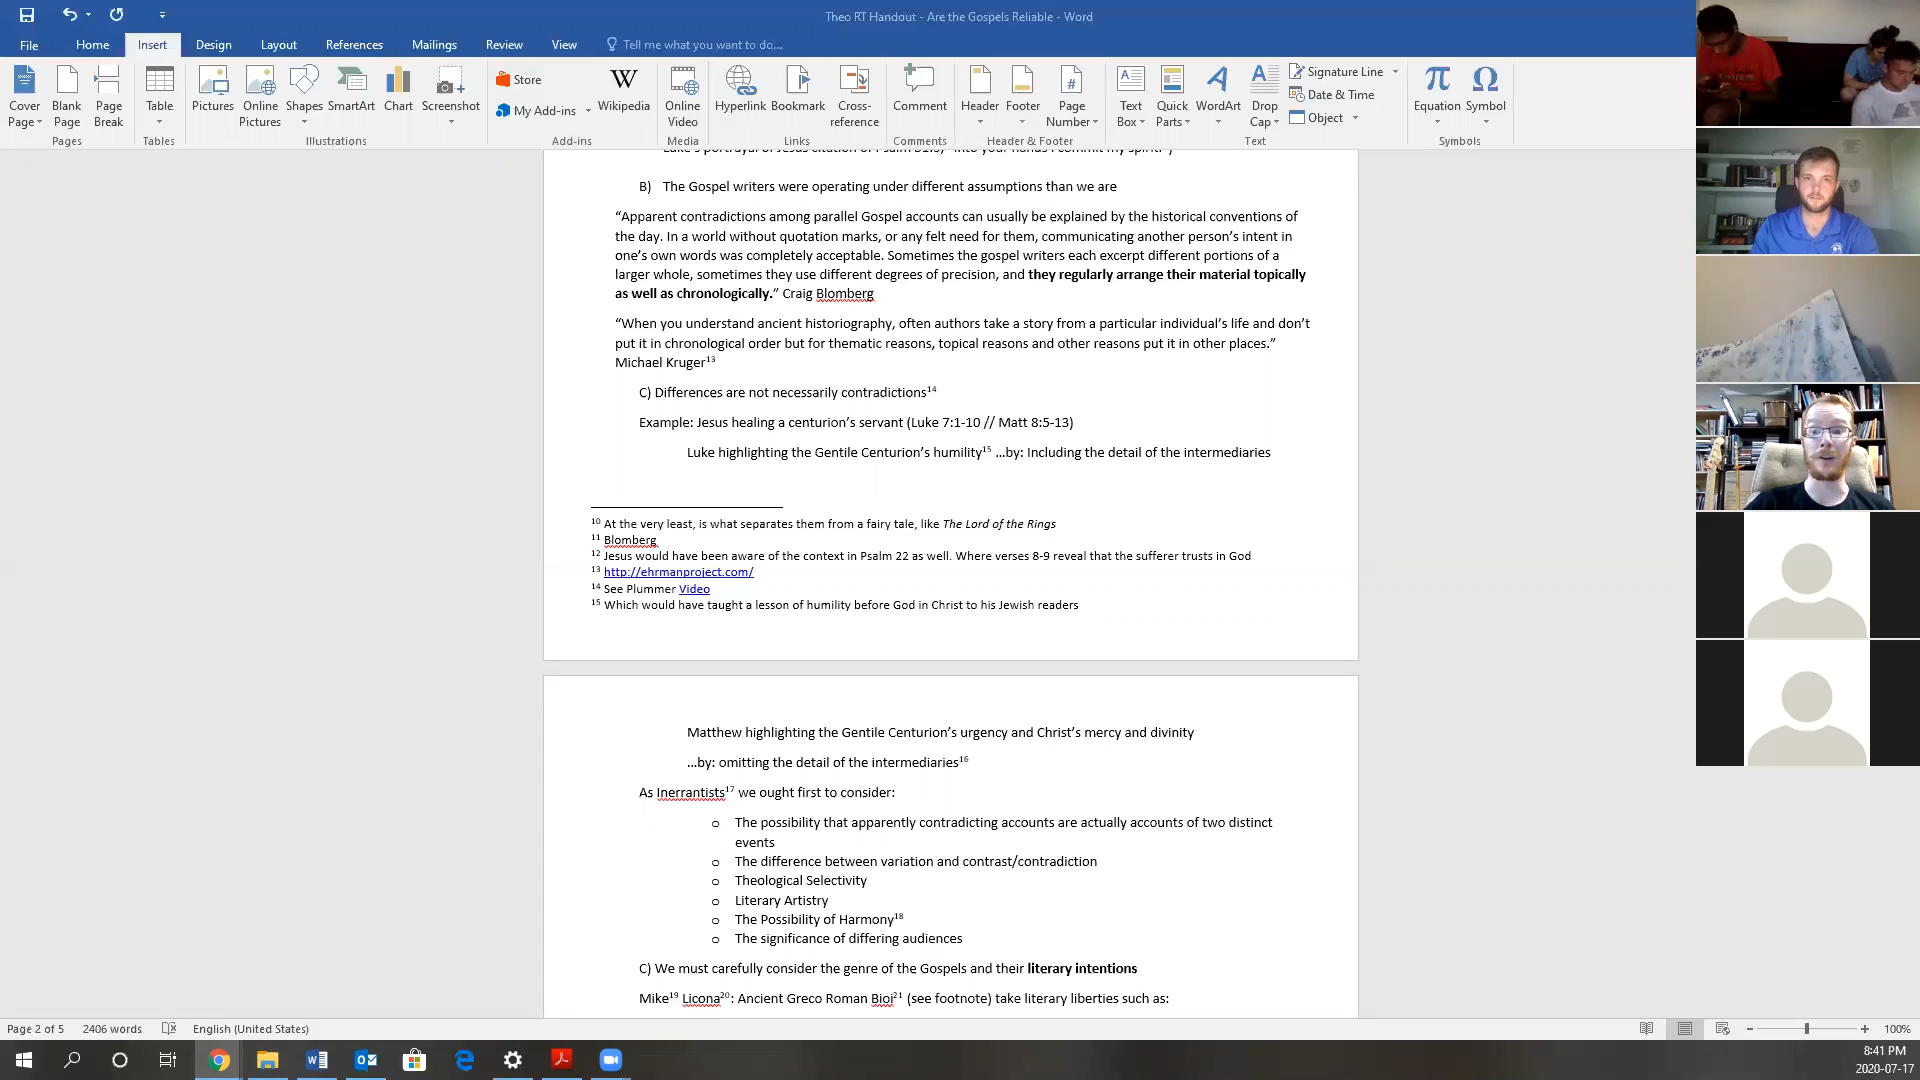 Theo RT Handout - Are the Gospels Reliable - Word
File Home Insert Design Layout References Mailings Review View Tell me what you want to do...
Cover Page Blank Page Page Break
Pages
Table
Tables
Pictures Online Pictures Shapes SmartArt Chart Screenshot
Illustrations
Store
My Add-ins
Wikipedia
Add-ins
Online Video
Media
Hyperlink Bookmark Cross-reference
Links
Comment
Comments
Header Footer Page Number
Header & Footer
Text Box Quick Parts WordArt Drop Cap
Signature Line
Date & Time
Object
Text
Equation Symbol
Symbols
Luke's portrayal of Jesus citation of Psalm 31:5, "into your hands I commit my spirit.")
B) The Gospel writers were operating under different assumptions than we are
“Apparent contradictions among parallel Gospel accounts can usually be explained by the historical conventions of
the day. In a world without quotation marks, or any felt need for them, communicating another person’s intent in
one’s own words was completely acceptable. Sometimes the gospel writers each excerpt different portions of a
larger whole, sometimes they use different degrees of precision, and they regularly arrange their material topically
as well as chronologically.” Craig Blomberg
“When you understand ancient historiography, often authors take a story from a particular individual’s life and don’t
put it in chronological order but for thematic reasons, topical reasons and other reasons put it in other places.”
Michael Kruger13
C) Differences are not necessarily contradictions14
Example: Jesus healing a centurion’s servant (Luke 7:1-10 // Matt 8:5-13)
Luke highlighting the Gentile Centurion’s humility15 …by: Including the detail of the intermediaries
10 At the very least, is what separates them from a fairy tale, like The Lord of the Rings
11 Blomberg
12 Jesus would have been aware of the context in Psalm 22 as well. Where verses 8-9 reveal that the sufferer trusts in God
13 http://ehrmanproject.com/
14 See Plummer Video
15 Which would have taught a lesson of humility before God in Christ to his Jewish readers
Matthew highlighting the Gentile Centurion’s urgency and Christ’s mercy and divinity
…by: omitting the detail of the intermediaries16
As Inerrantists17 we ought first to consider:
o The possibility that apparently contradicting accounts are actually accounts of two distinct
events
o The difference between variation and contrast/contradiction
o Theological Selectivity
o Literary Artistry
o The Possibility of Harmony18
o The significance of differing audiences
C) We must carefully consider the genre of the Gospels and their literary intentions
Mike19 Licona20: Ancient Greco Roman Bioi21 (see footnote) take literary liberties such as:
Page 2 of 5 2406 words English (United States) 100%
8:41 PM
2020-07-17